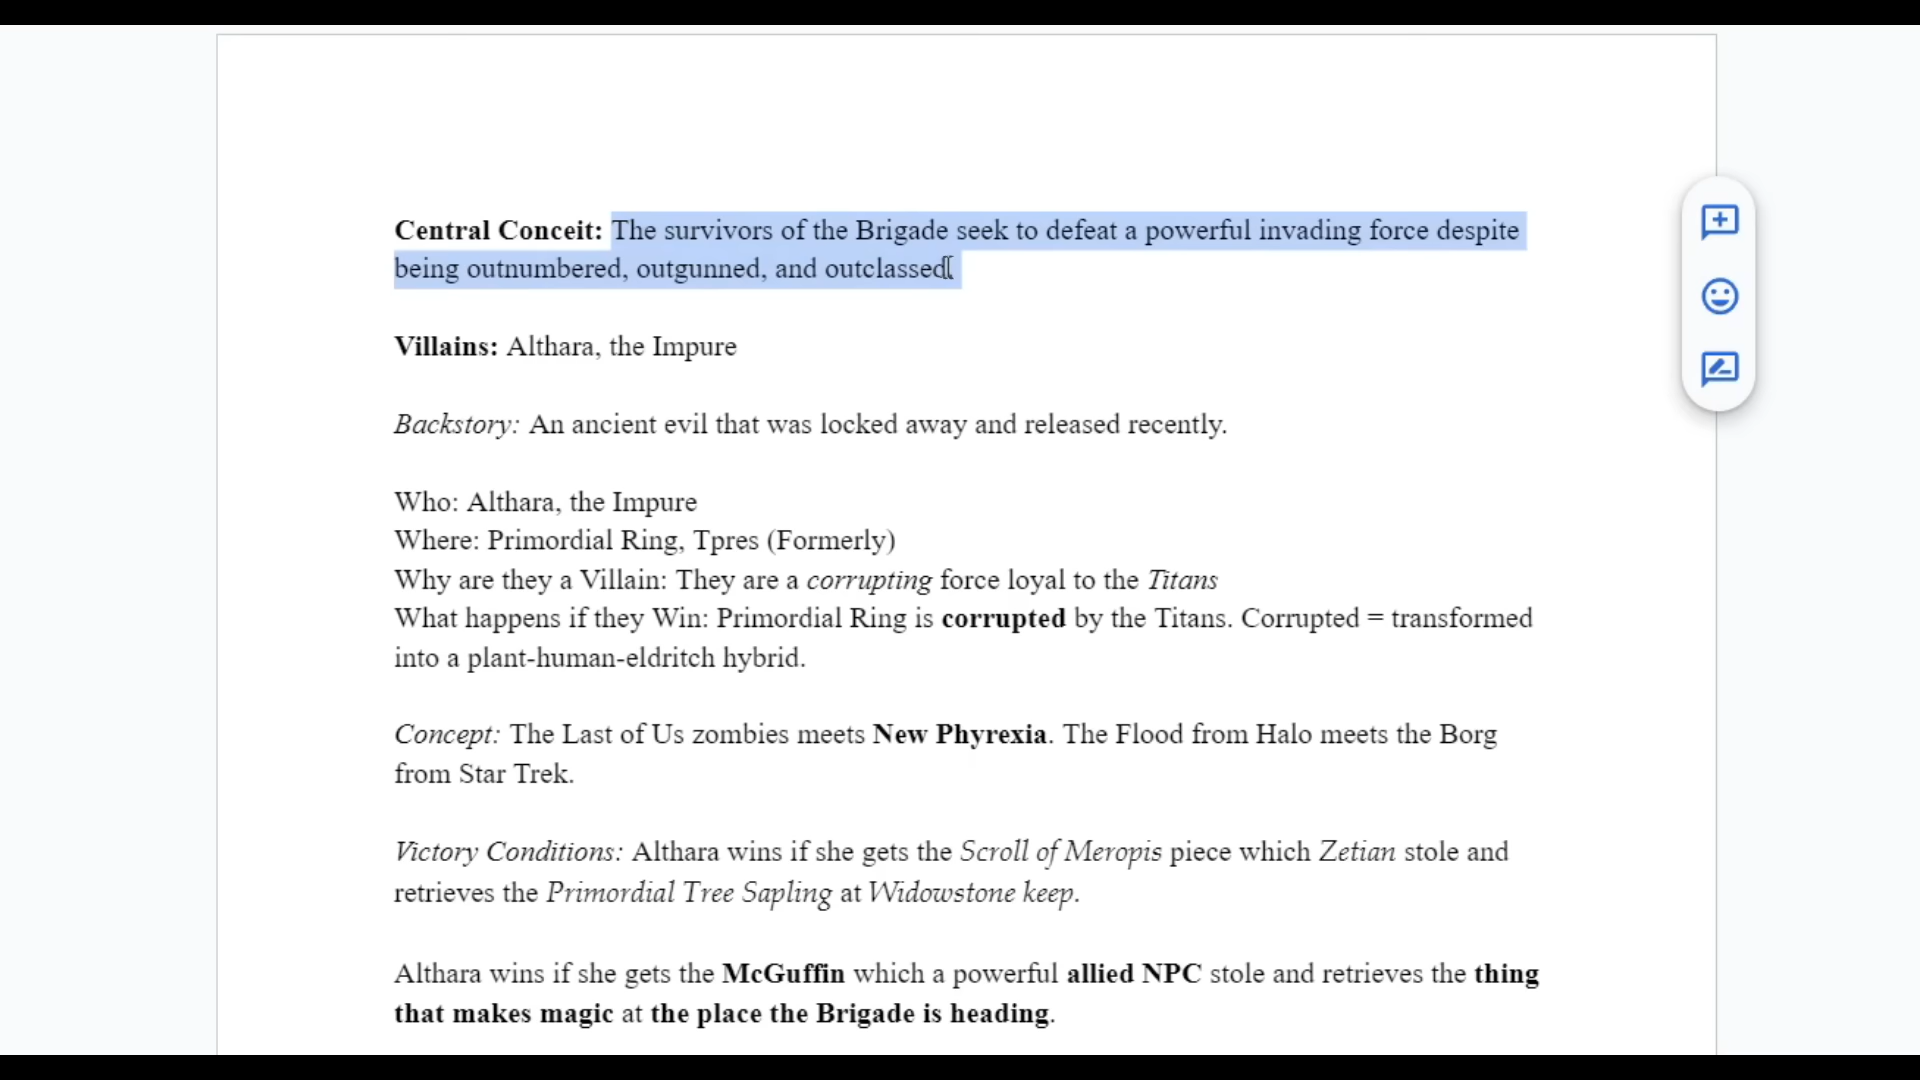 Central Conceit: The survivors of the Brigade seek to defeat a powerful invading force despite
being outnumbered, outgunned, and outclassed
Villains: Althara, the Impure
Backstory: An ancient evil that was locked away and released recently.
Who: Althara, the Impure
Where: Primordial Ring, Tpres (Formerly)
Why are they a Villain: They are a corrupting force loyal to the Titans
What happens if they Win: Primordial Ring is corrupted by the Titans. Corrupted = transformed
into a plant-human-eldritch hybrid.
Concept: The Last of Us zombies meets New Phyrexia. The Flood from Halo meets the Borg
from Star Trek.
Victory Conditions: Althara wins if she gets the Scroll of Meropis piece which Zetian stole and
retrieves the Primordial Tree Sapling at Widowstone keep.
Althara wins if she gets the McGuffin which a powerful allied NPC stole and retrieves the thing
that makes magic at the place the Brigade is heading.